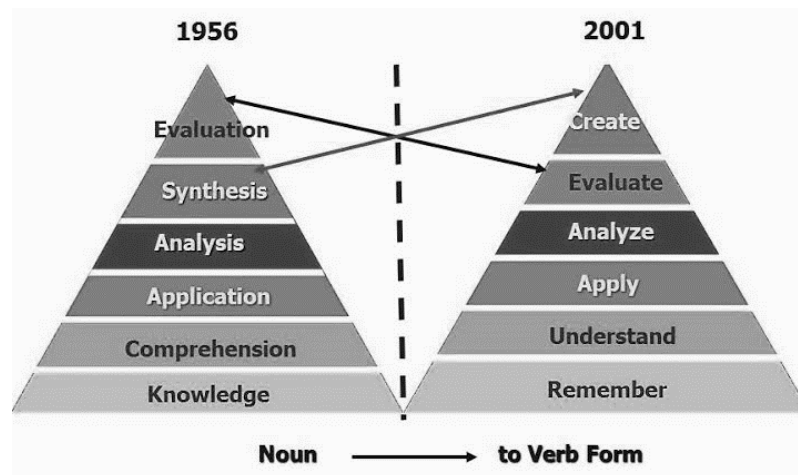 1956
Evaluation
Synthesis
Analysis
Application
Comprehension
Knowledge
2001
Create
Evaluate
Analyze
Apply
Understand
Remember
Noun
to Verb Form